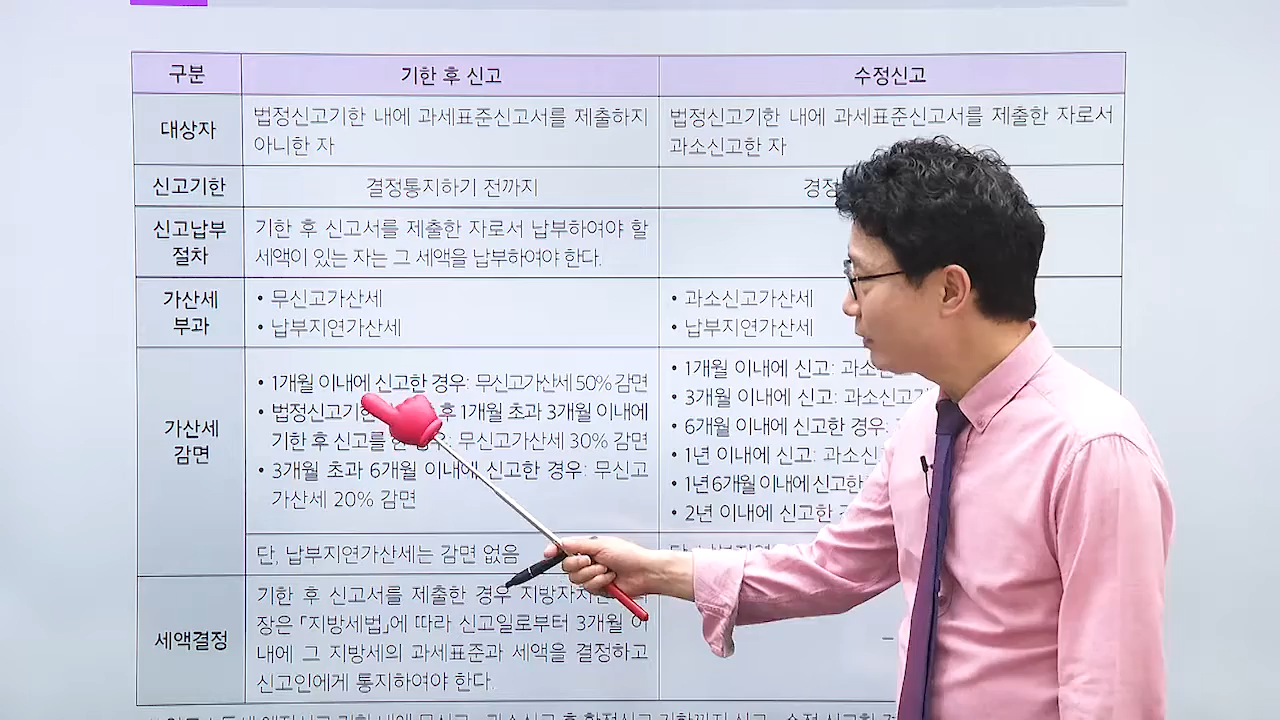 구분
기한 후 신고
수정신고
대상자
법정신고기한 내에 과세표준신고서를 제출하지
아니한 자
법정신고기한 내에 과세표준신고서를 제출한 자로서
과소신고한 자
신고기한
결정통지하기 전까지
신고납부
절차
기한 후 신고서를 제출한 자로서 납부하여야 할
세액이 있는 자는 그 세액을 납부하여야 한다.
가산세
부과
• 무신고가산세
• 납부지연가산세
• 과소신고가산세
• 납부지연가산세
가산세
감면
• 1개월 이내에 신고한 경우: 무신고가산세 50% 감면
• 후 1개월 초과 3개월 이내에
기한 후 신고를 무신고가산세 30% 감면
• 3개월 초과 6개월 이내에 신고한 경우: 무신고
가산세 20% 감면
단, 납부지연가산세는 감면 없음
• 1개월 이내에 신고:
• 3개월 이내에 신고:
• 6개월 이내에 신고한 경우:
• 1년 이내에 신고:
• 1년 6개월 이내에 신고한
• 2년 이내에 신고한
세액결정
기한 후 신고서를 제출한 경우
장은 「지방세법」에 따라 신고일로부터 3개월 이
내에 그 지방세의 과세표준과 세액을 결정하고
신고인에게 통지하여야 한다.
–